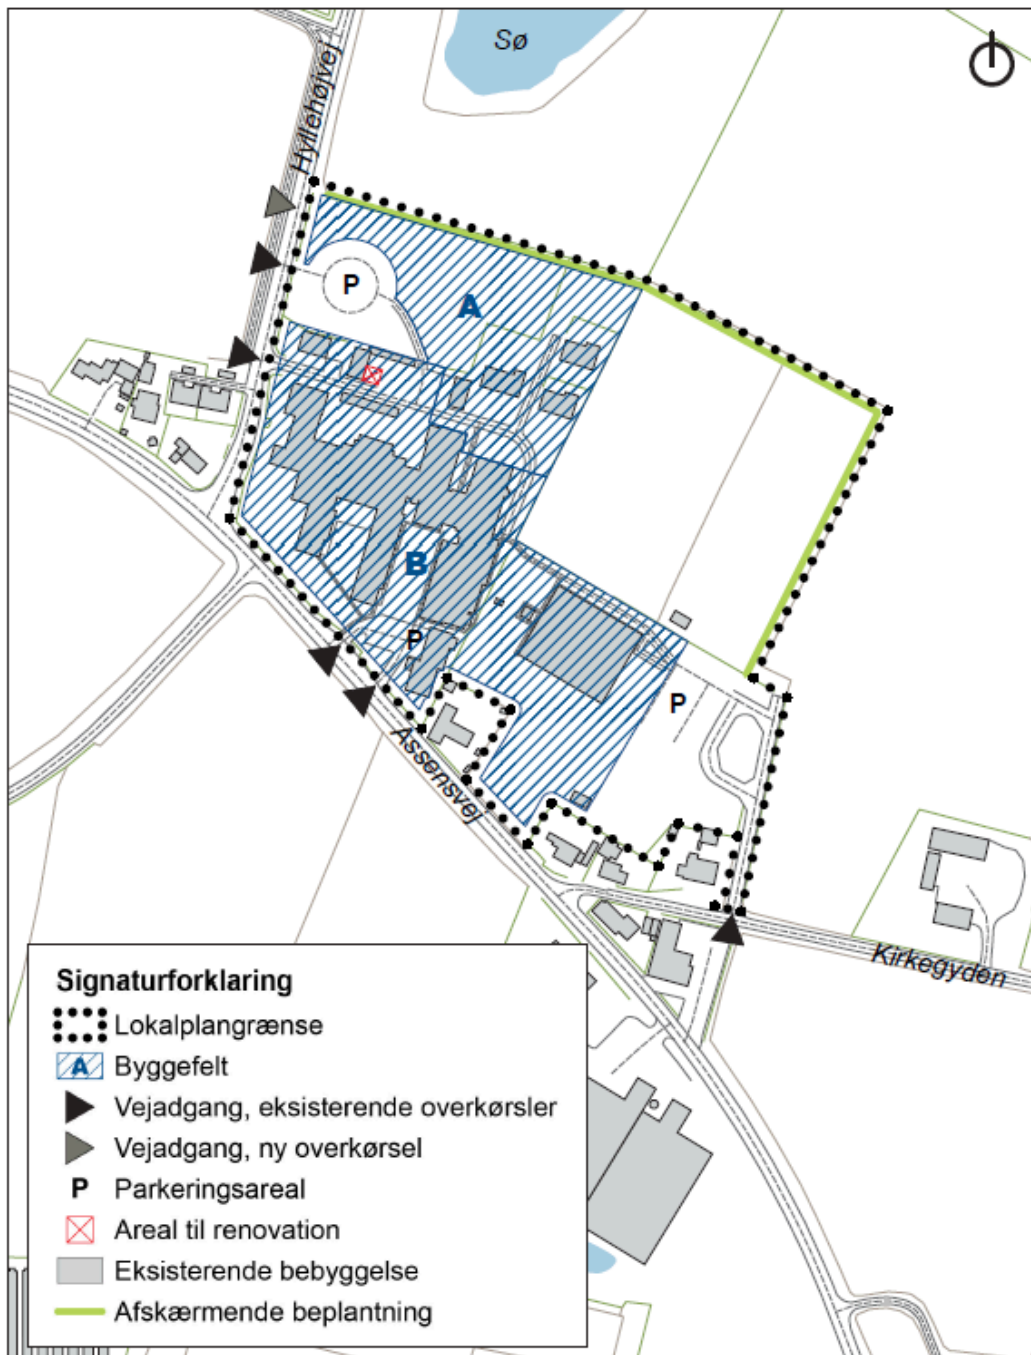 Sø
Hyllehøjvej
P
A
B
P
P
Assensvej
Kirkegyden
Signaturforklaring
Lokalplangrænse
A Byggefelt
Vejadgang, eksisterende overkørsler
Vejadgang, ny overkørsel
P Parkeringsareal
Areal til renovation
Eksisterende bebyggelse
Afskærmende beplantning